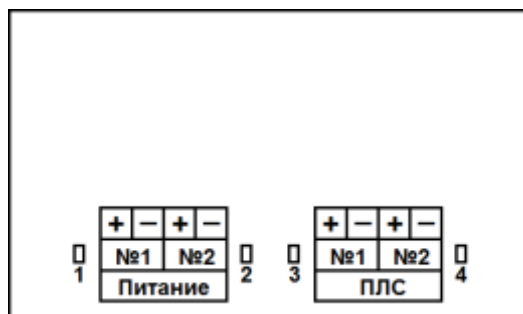 + − + − + − + −
№1 №2 №1 №2
1 Питание 2 3 ПЛС 4